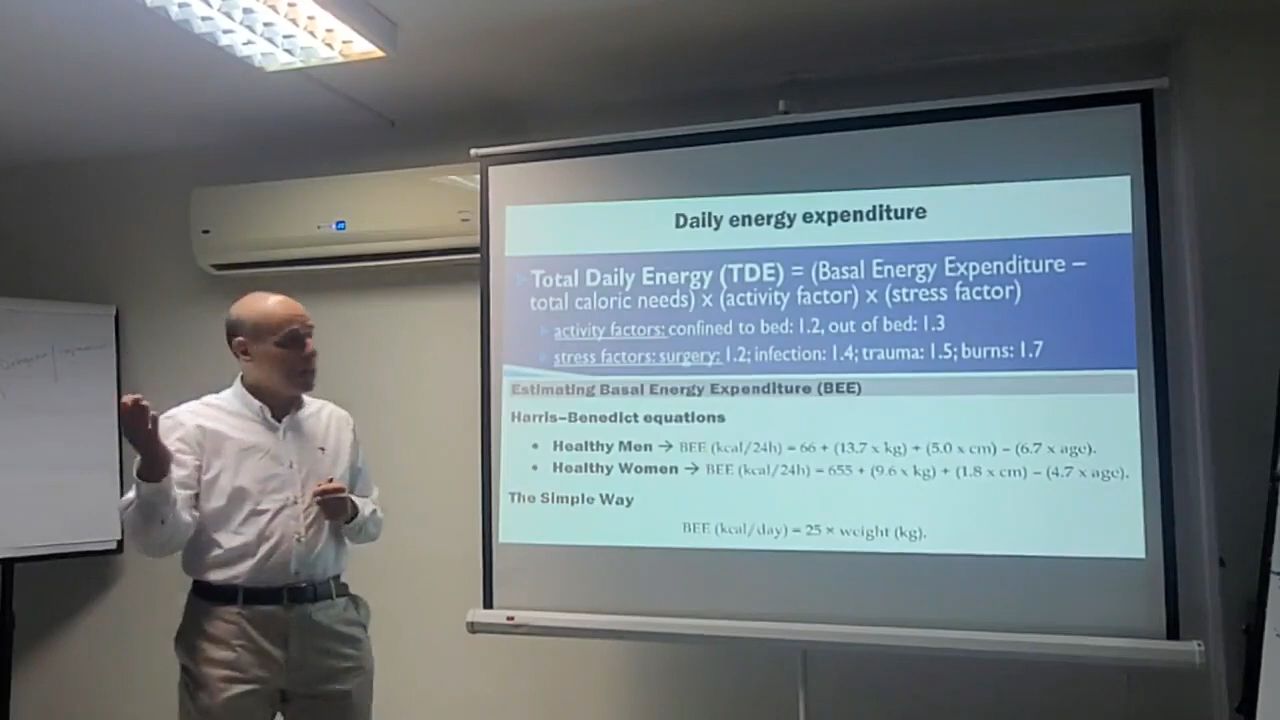 Daily energy expenditure
Total Daily Energy (TDE) = (Basal Energy Expenditure –
total caloric needs) x (activity factor) x (stress factor)
activity factors: confined to bed: 1.2, out of bed: 1.3
stress factors: surgery: 1.2; infection: 1.4; trauma: 1.5; burns: 1.7
Estimating Basal Energy Expenditure (BEE)
Harris–Benedict equations
• Healthy Men → BEE (kcal/24h) = 66 + (13.7 x kg) + (5.0 x cm) – (6.7 x age).
• Healthy Women → BEE (kcal/24h) = 655 + (9.6 x kg) + (1.8 x cm) – (4.7 x age).
The Simple Way
BEE (kcal/day) = 25 × weight (kg).